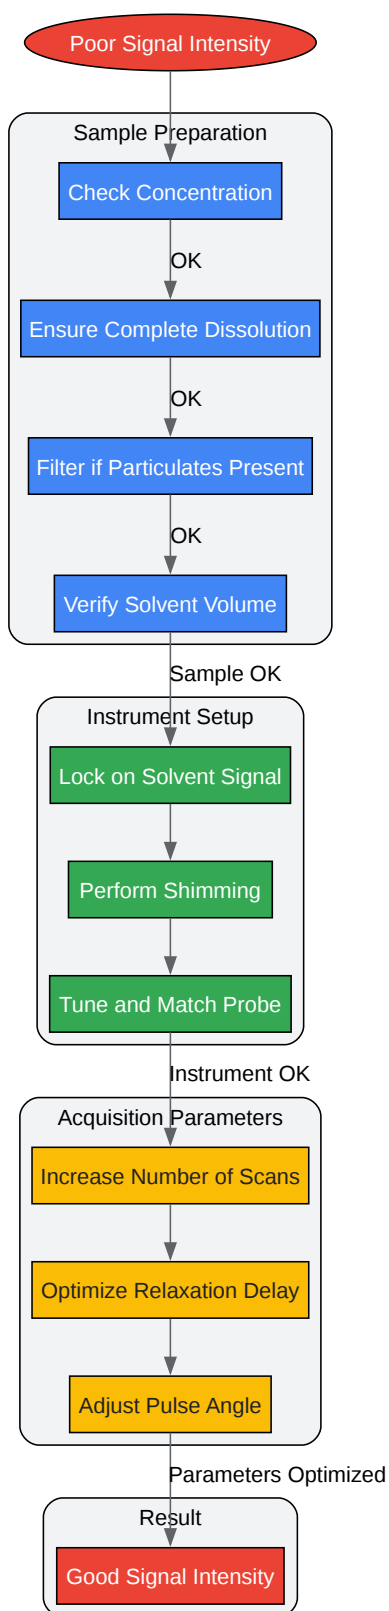 Poor Signal Intensity
Sample Preparation
Check Concentration
OK
Ensure Complete Dissolution
OK
Filter if Particulates Present
OK
Verify Solvent Volume
Sample OK
Instrument Setup
Lock on Solvent Signal
Perform Shimming
Tune and Match Probe
Instrument OK
Acquisition Parameters
Increase Number of Scans
Optimize Relaxation Delay
Adjust Pulse Angle
Parameters Optimized
Result
Good Signal Intensity